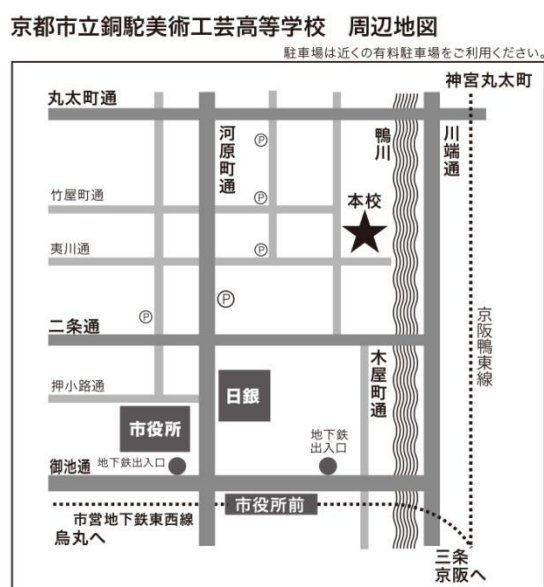 京都市立銅駝美術工芸高等学校 周辺地図
駐車場は近くの有料駐車場をご利用ください。
神宮丸太町
丸太町通
河原町通
鴨川
川端通
P
竹屋町通
P
本校
夷川通
P
P
P
二条通
京阪鴨東線
木屋町通
押小路通
日銀
市役所
地下鉄
出入口
御池通
地下鉄出入口
市役所前
市営地下鉄東西線
烏丸へ
三条
京阪へ